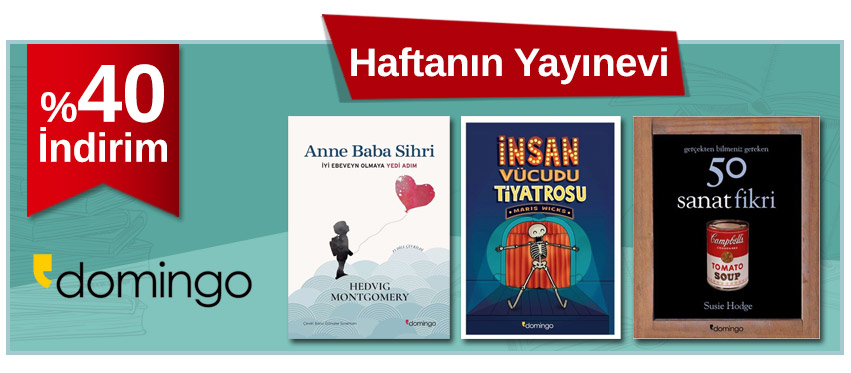 Haftanın Yayınevi
%40
İndirim
domingo
Anne Baba Sihri
İYİ EBEVEYN OLMAYA YEDİ ADIM
HEDVIG
MONTGOMERY
domingo
İNSAN
VÜCUDU
TİYATROSU
MARIS WICKS
domingo
gerçekten bilmeniz gereken
50
sanat fikri
Campbell's
CONDENSED
TOMATO
SOUP
Susie Hodge
domingo